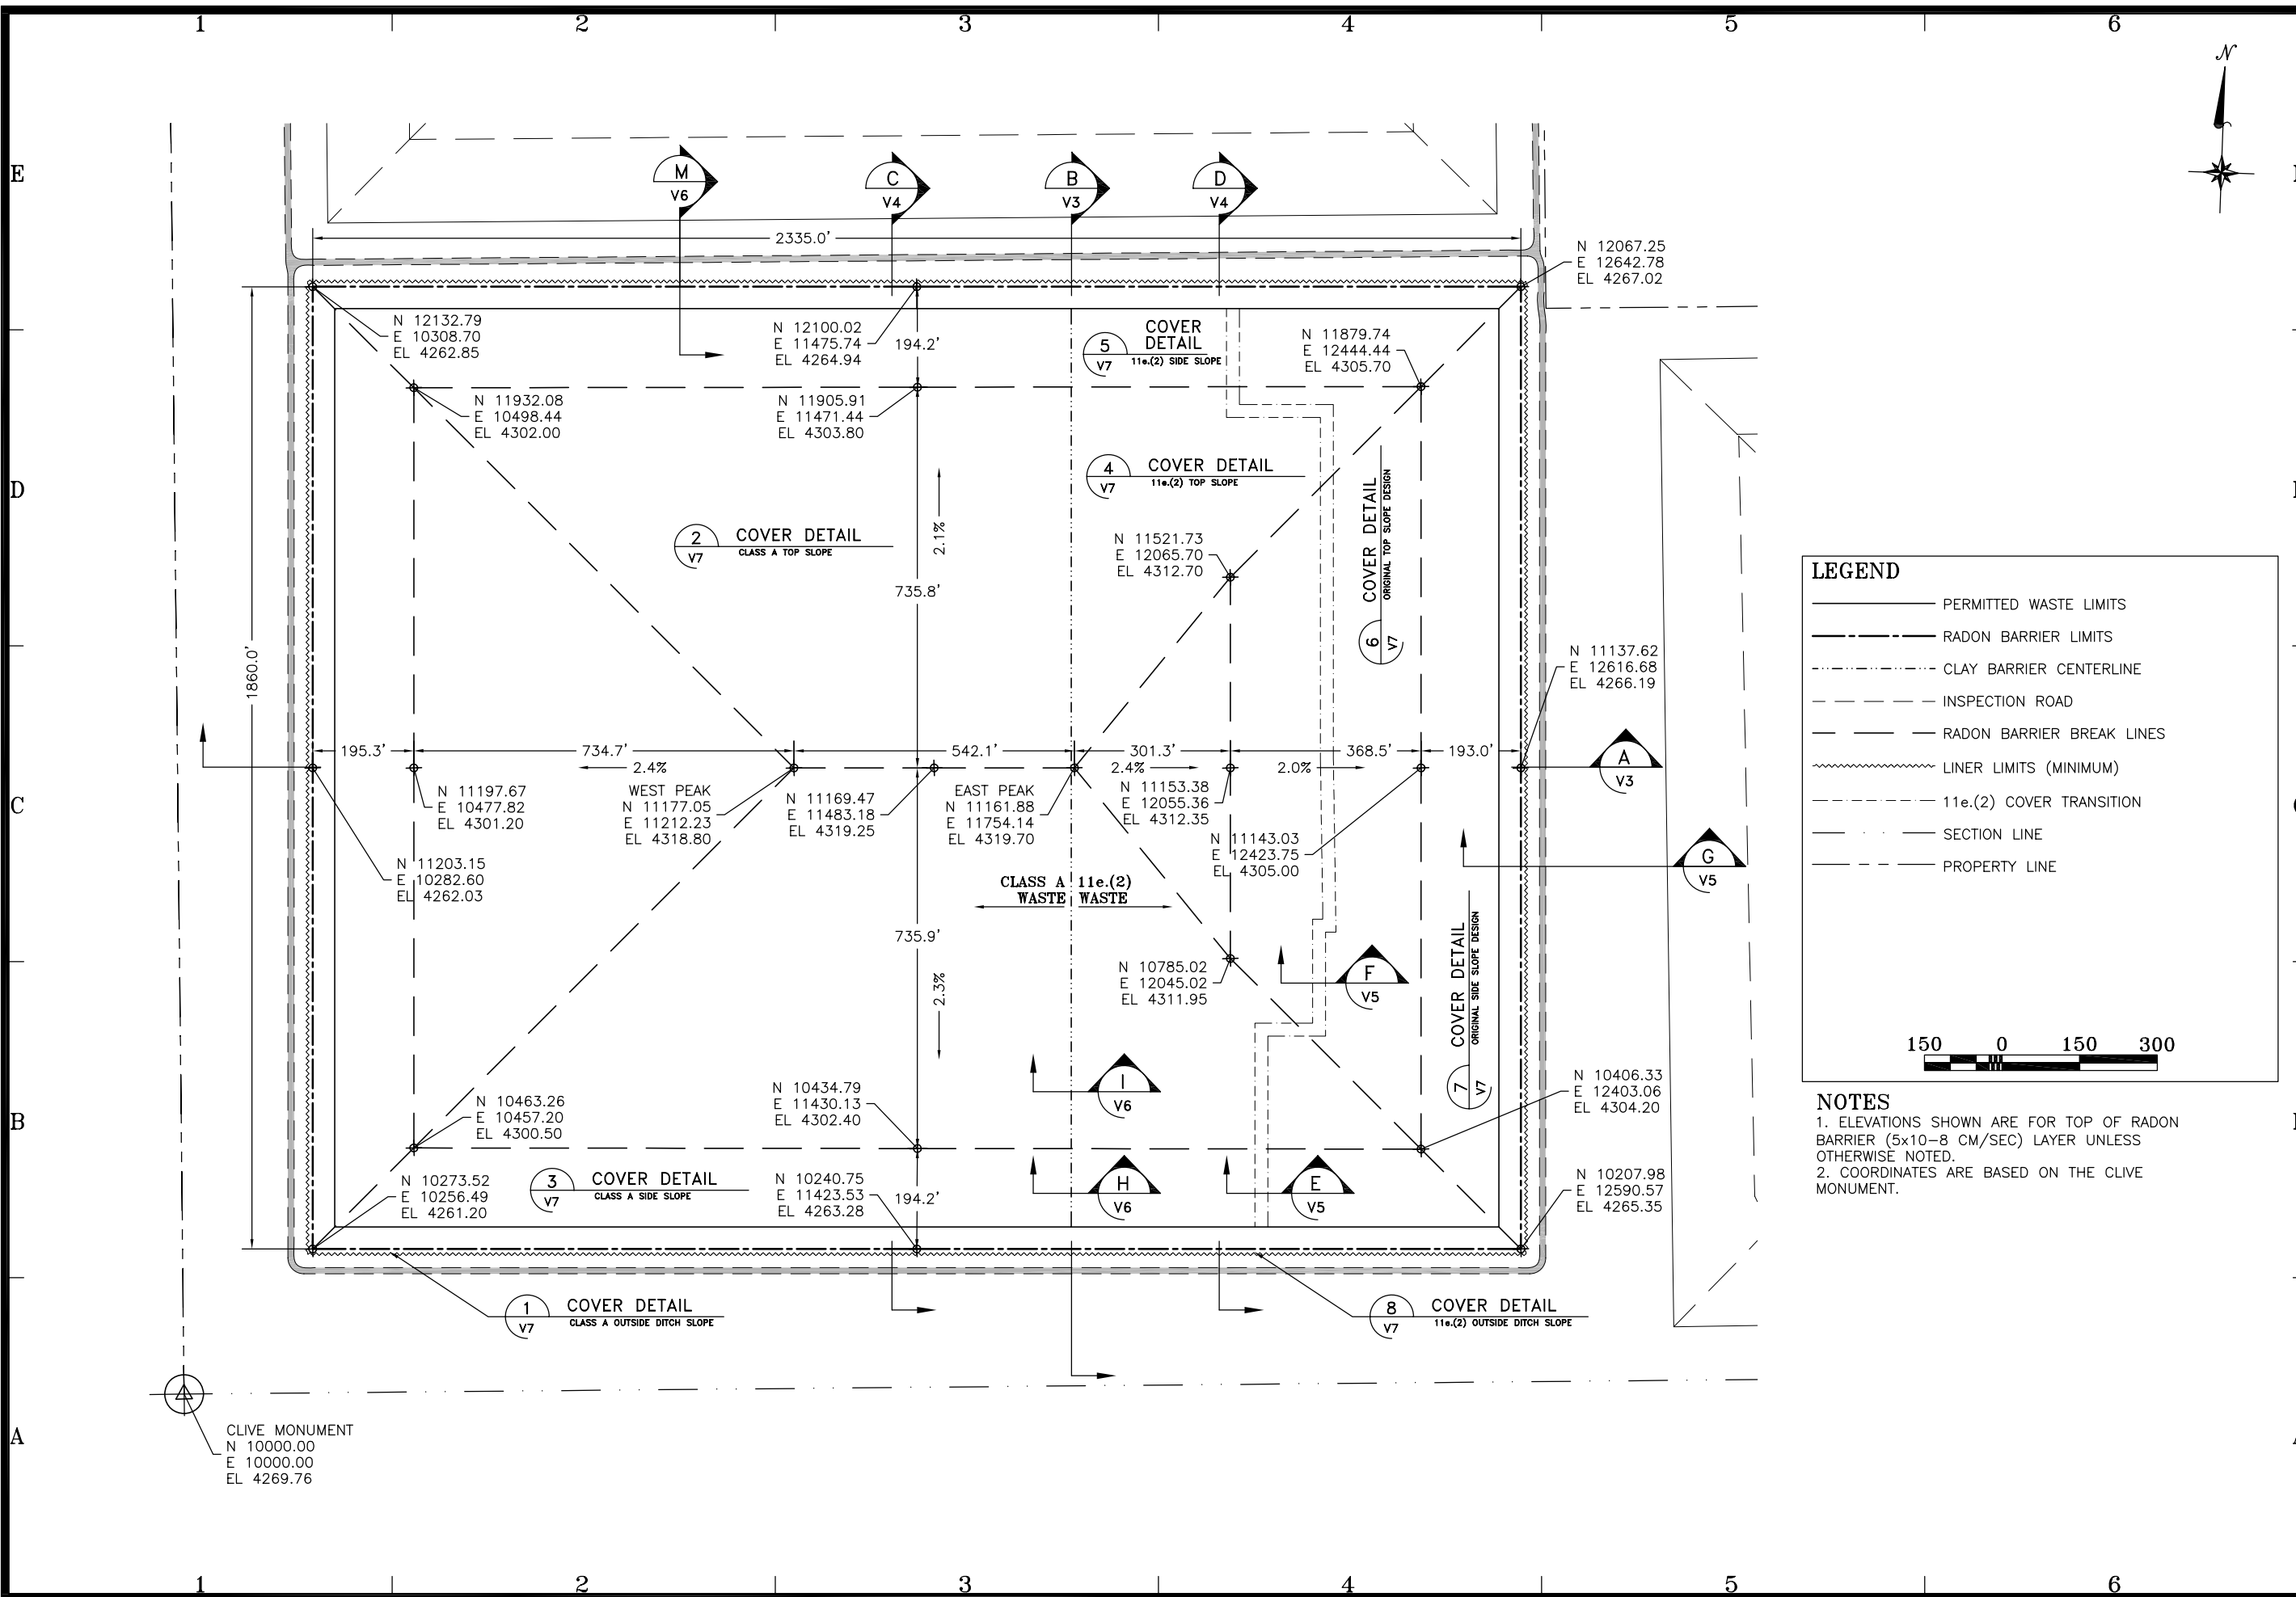 1 2 3 4 5 6
N
E
M
V6
C
V4
B
V3
D
V4
2335.0'
N 12067.25
E 12642.78
EL 4267.02
N 12132.79
E 10308.70
EL 4262.85
N 12100.02
E 11475.74
EL 4264.94
194.2'
5
V7
COVER
DETAIL
11e.(2) SIDE SLOPE
N 11879.74
E 12444.44
EL 4305.70
N 11932.08
E 10498.44
EL 4302.00
N 11905.91
E 11471.44
EL 4303.80
D
4
V7
COVER DETAIL
11e.(2) TOP SLOPE
2
V7
COVER DETAIL
CLASS A TOP SLOPE
2.1%
735.8'
N 11521.73
E 12065.70
EL 4312.70
6
V7
COVER DETAIL
ORIGINAL TOP SLOPE DESIGN
1860.0'
N 11137.62
E 12616.68
EL 4266.19
195.3'
734.7'
542.1'
301.3'
368.5'
193.0'
2.4%
2.4%
2.0%
A
V3
C
N 11197.67
E 10477.82
EL 4301.20
WEST PEAK
N 11177.05
E 11212.23
EL 4318.80
N 11169.47
E 11483.18
EL 4319.25
EAST PEAK
N 11161.88
E 11754.14
EL 4319.70
N 11153.38
E 12055.36
EL 4312.35
N 11143.03
E 12423.75
EL 4305.00
G
V5
N 11203.15
E 10282.60
EL 4262.03
CLASS A 11e.(2)
WASTE WASTE
735.9'
2.3%
N 10785.02
E 12045.02
EL 4311.95
F
V5
7
V7
COVER DETAIL
ORIGINAL SIDE SLOPE DESIGN
I
V6
B
N 10463.26
E 10457.20
EL 4300.50
N 10434.79
E 11430.13
EL 4302.40
N 10406.33
E 12403.06
EL 4304.20
N 10273.52
E 10256.49
EL 4261.20
3
V7
COVER DETAIL
CLASS A SIDE SLOPE
N 10240.75
E 11423.53
EL 4263.28
194.2'
H
V6
E
V5
N 10207.98
E 12590.57
EL 4265.35
1
V7
COVER DETAIL
CLASS A OUTSIDE DITCH SLOPE
8
V7
COVER DETAIL
11e.(2) OUTSIDE DITCH SLOPE
A
CLIVE MONUMENT
N 10000.00
E 10000.00
EL 4269.76
LEGEND
PERMITTED WASTE LIMITS
RADON BARRIER LIMITS
CLAY BARRIER CENTERLINE
INSPECTION ROAD
RADON BARRIER BREAK LINES
LINER LIMITS (MINIMUM)
11e.(2) COVER TRANSITION
SECTION LINE
PROPERTY LINE
150 0 150 300
NOTES
1. ELEVATIONS SHOWN ARE FOR TOP OF RADON
BARRIER (5x10-8 CM/SEC) LAYER UNLESS
OTHERWISE NOTED.
2. COORDINATES ARE BASED ON THE CLIVE
MONUMENT.
1 2 3 4 5 6